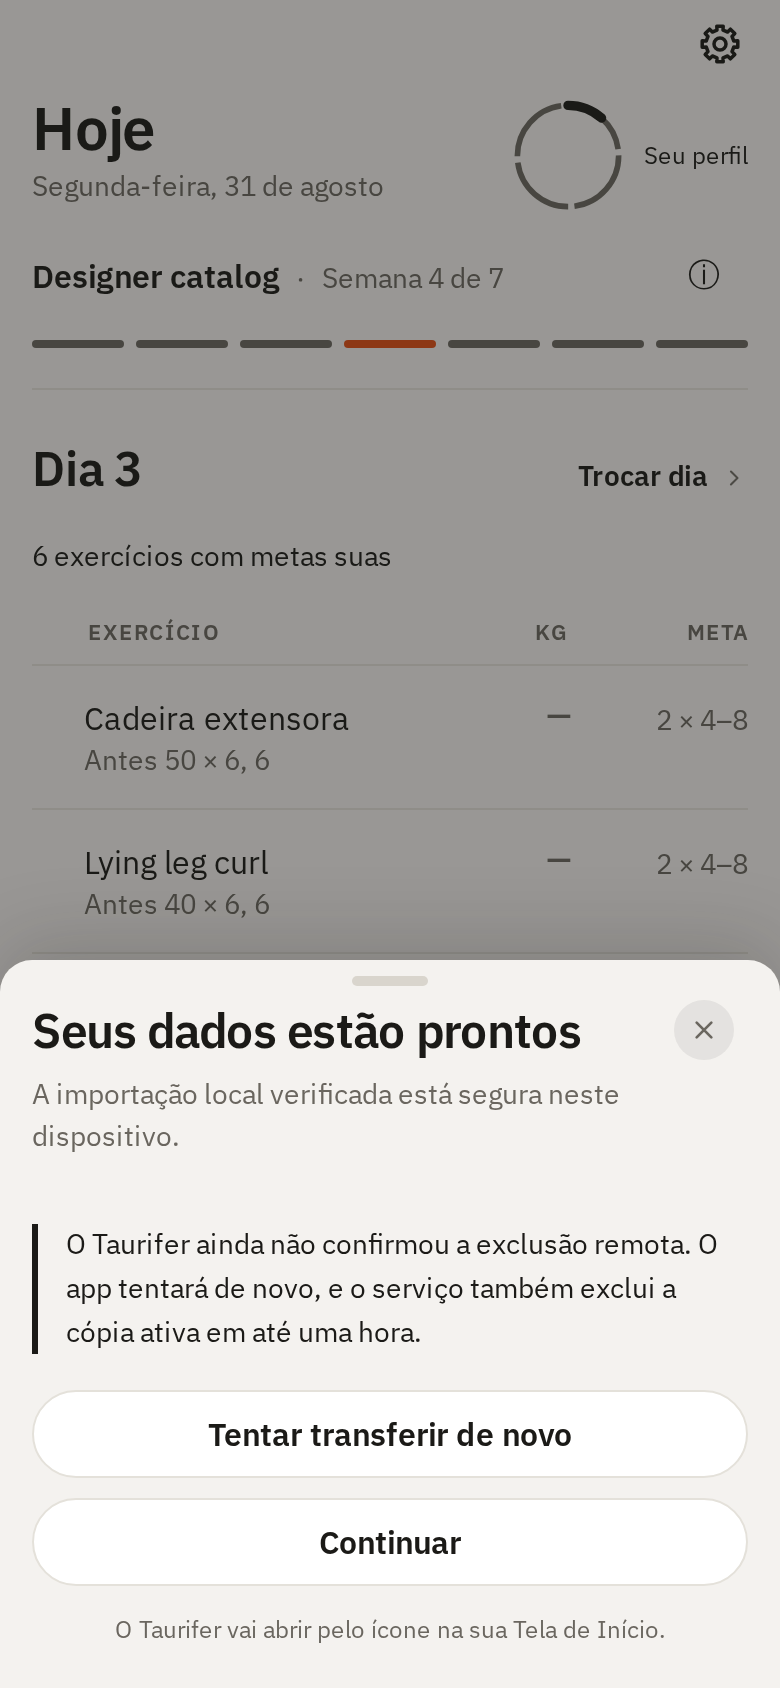 Hoje
Segunda-feira, 31 de agosto
Seu perfil
Designer catalog · Semana 4 de 7
Dia 3
Trocar dia
6 exercícios com metas suas
EXERCÍCIO KG META
Cadeira extensora — 2 × 4–8
Antes 50 × 6, 6
Lying leg curl — 2 × 4–8
Antes 40 × 6, 6
Seus dados estão prontos
A importação local verificada está segura neste
dispositivo.
O Taurifer ainda não confirmou a exclusão remota. O
app tentará de novo, e o serviço também exclui a
cópia ativa em até uma hora.
Tentar transferir de novo
Continuar
O Taurifer vai abrir pelo ícone na sua Tela de Início.